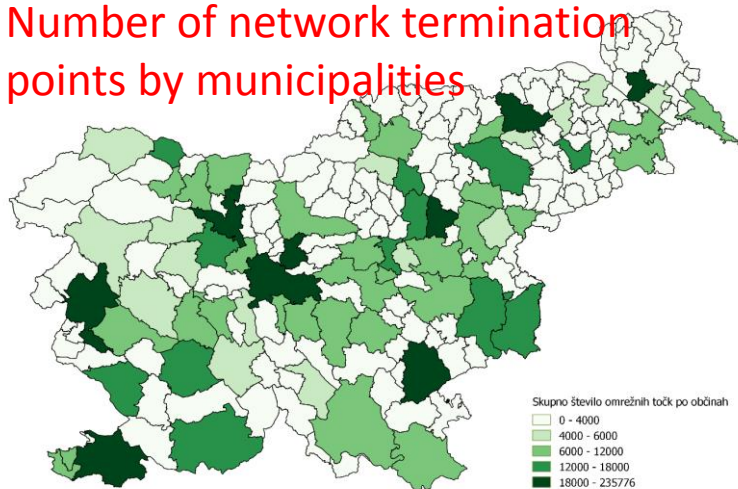 Number of network termination
points by municipalities
Skupno število omrežnih točk po občinah
0 - 4000
4000 - 6000
6000 - 12000
12000 - 18000
18000 - 235776